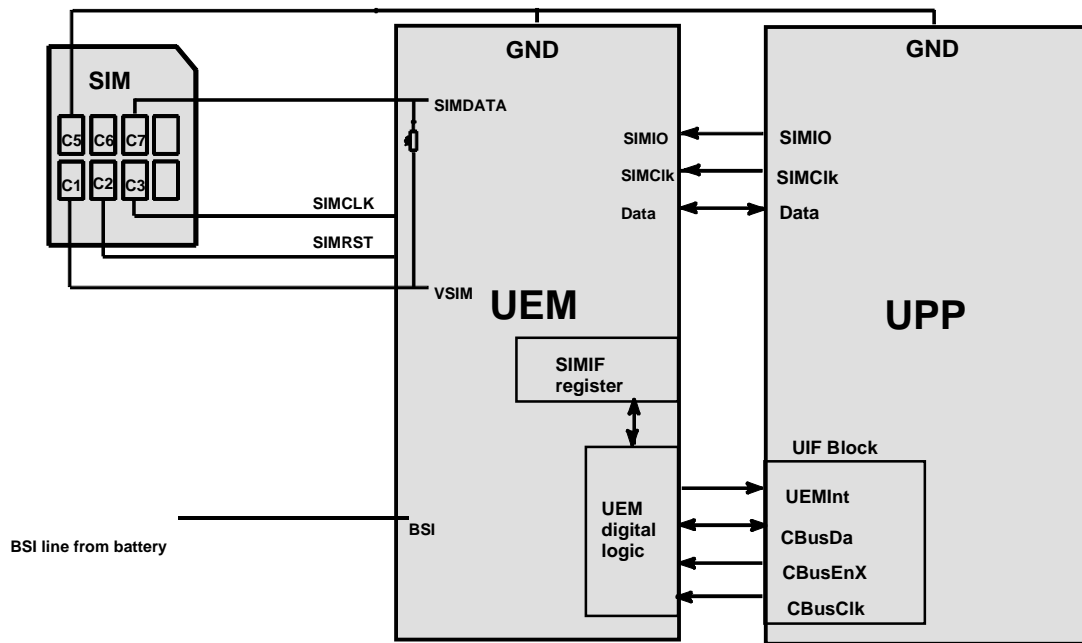 GND
GND
SIM
SIMDATA
C5 C6 C7
C1 C2 C3
SIMIO
SIMIO
SIMClk
SIMClk
SIMCLK
Data
Data
SIMRST
VSIM
UEM
UPP
SIMIF
register
UIF Block
UEM
digital
logic
UEMInt
CBusDa
CBusEnX
CBusClk
BSI
BSI line from battery